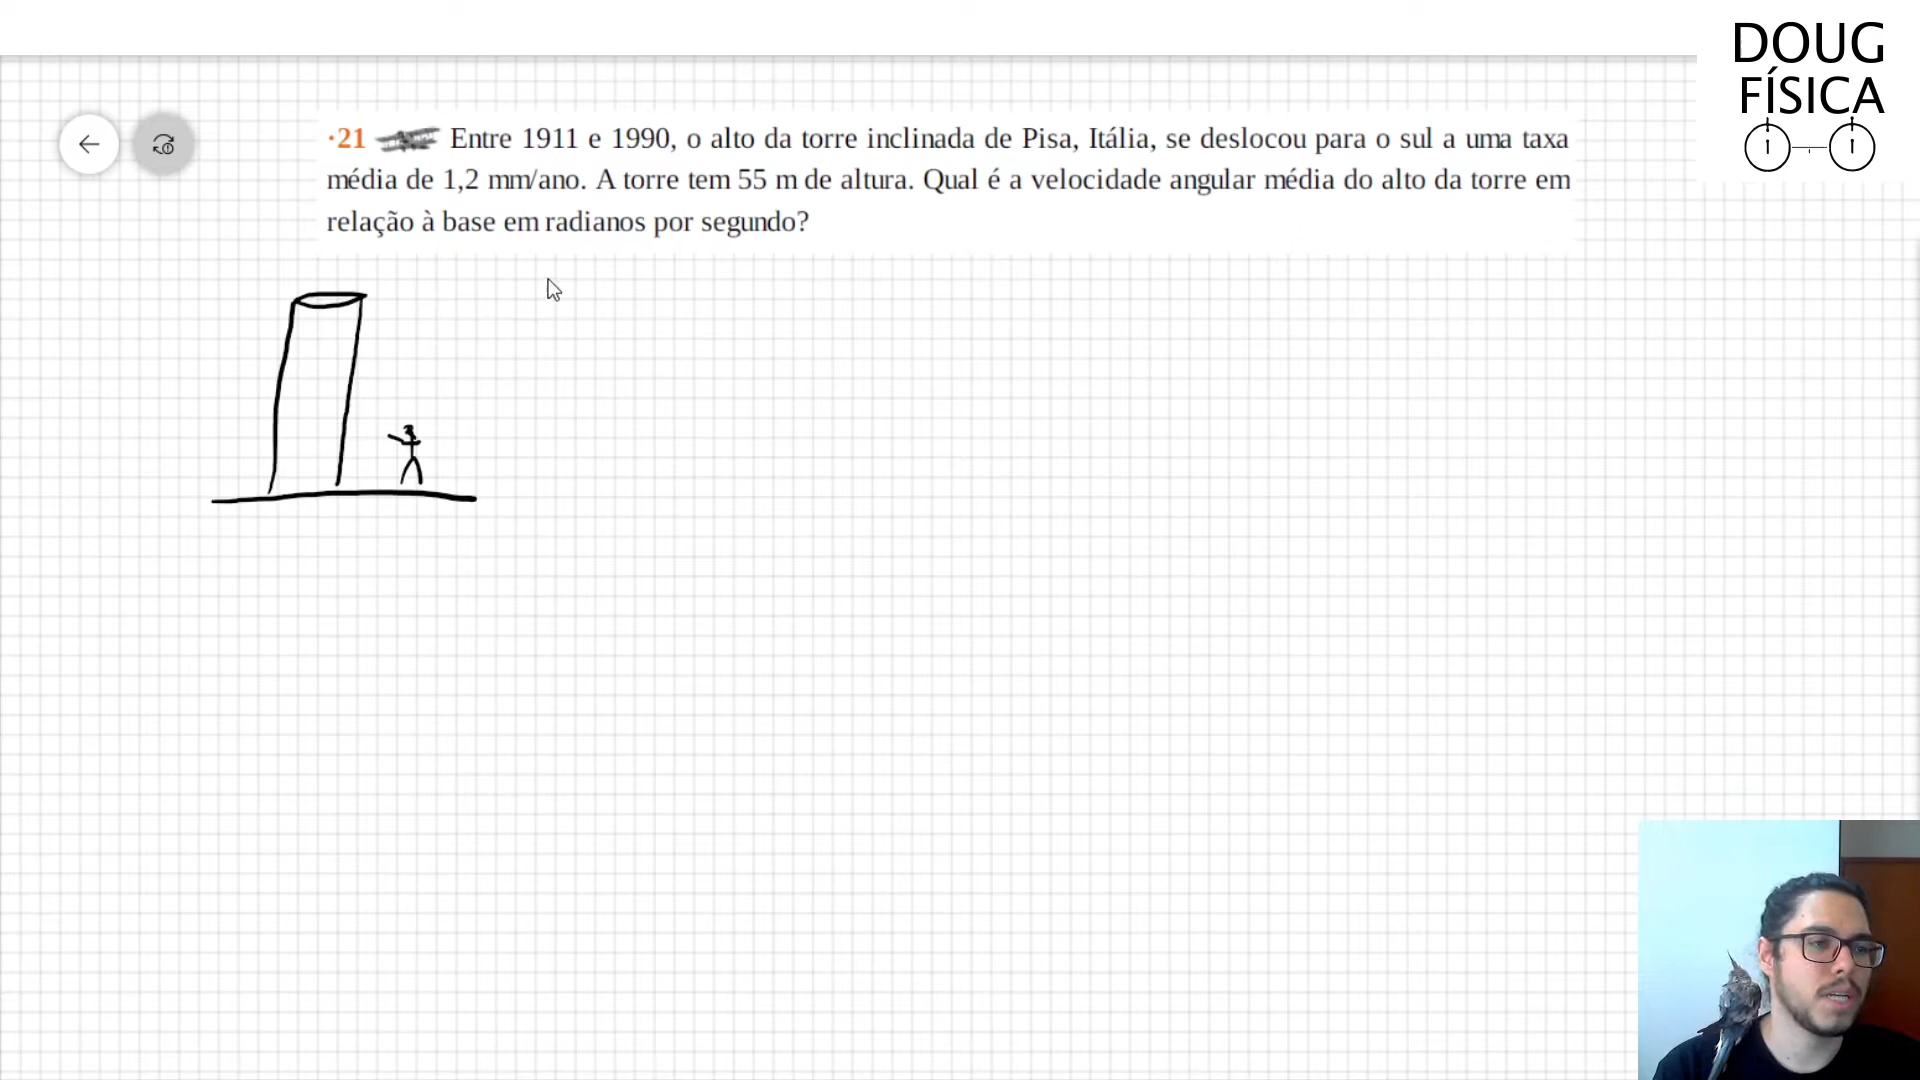 DOUG
FÍSICA
·21 Entre 1911 e 1990, o alto da torre inclinada de Pisa, Itália, se deslocou para o sul a uma taxa
média de 1,2 mm/ano. A torre tem 55 m de altura. Qual é a velocidade angular média do alto da torre em
relação à base em radianos por segundo?